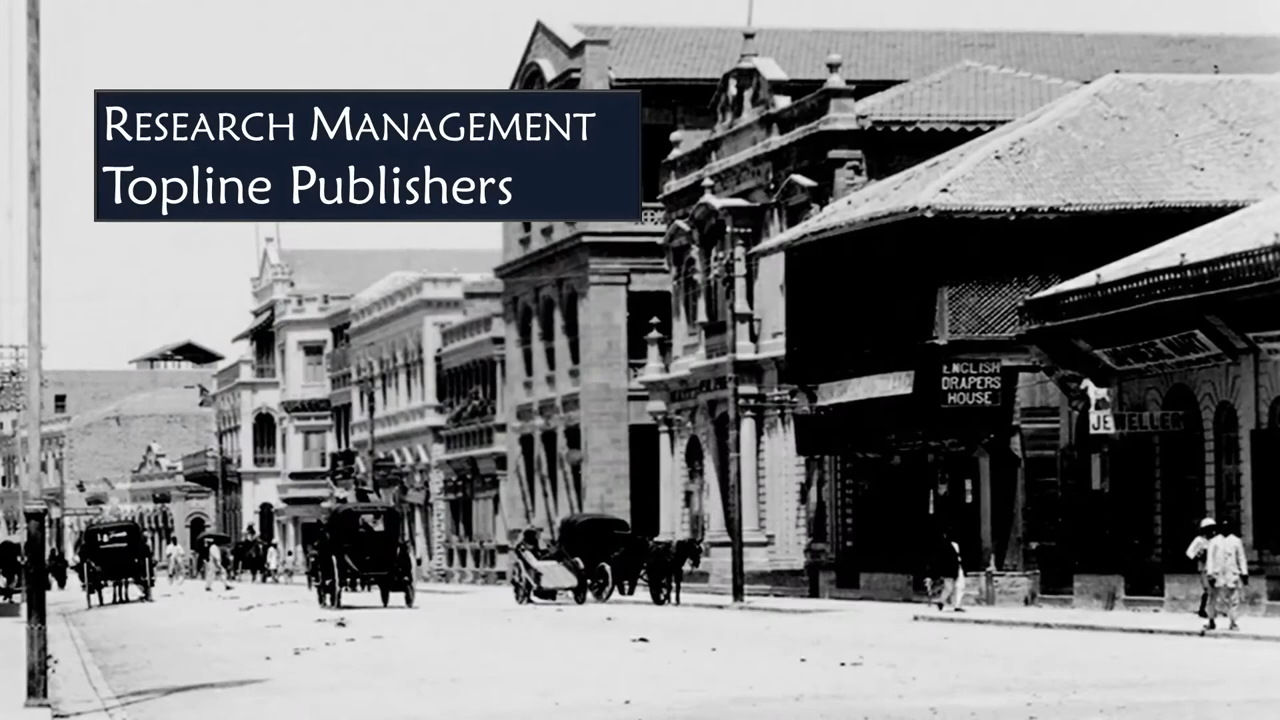 RESEARCH MANAGEMENT
Topline Publishers
ENGLISH
DRAPERS
HOUSE
JEWELLER